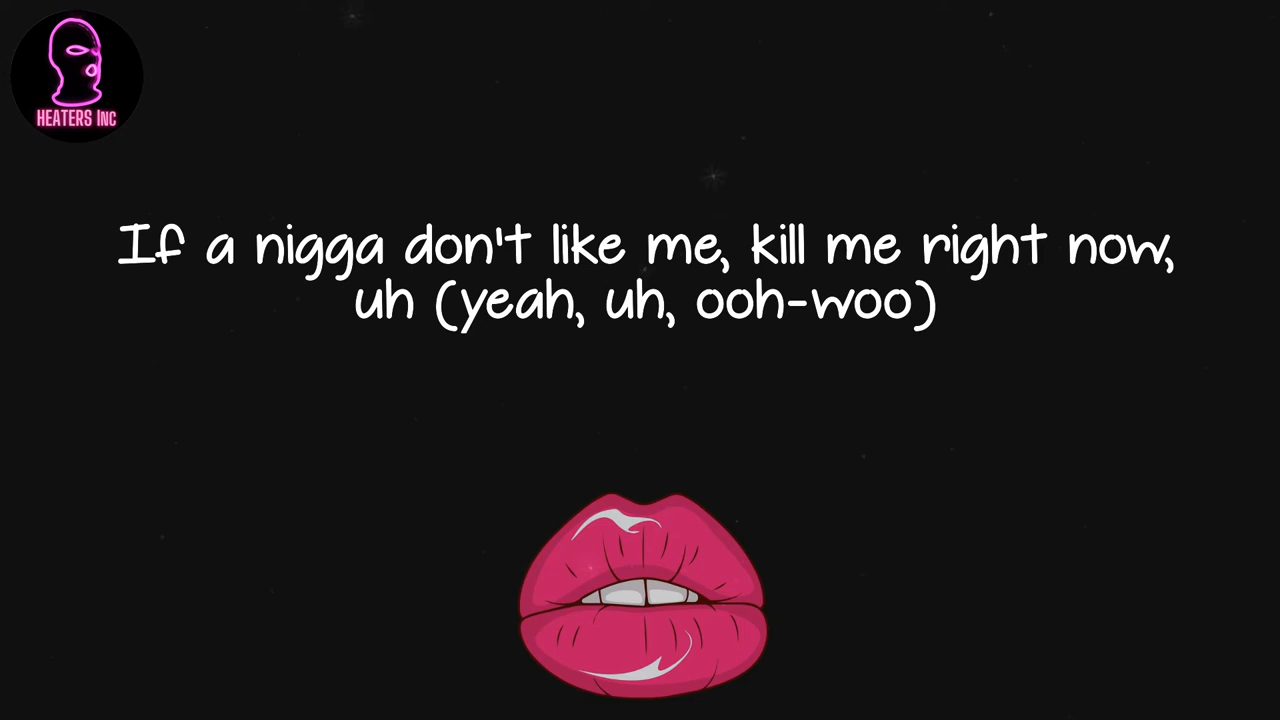 HEATERS INC
If a nigga don't like me, kill me right now,
uh (yeah, uh, ooh-woo)